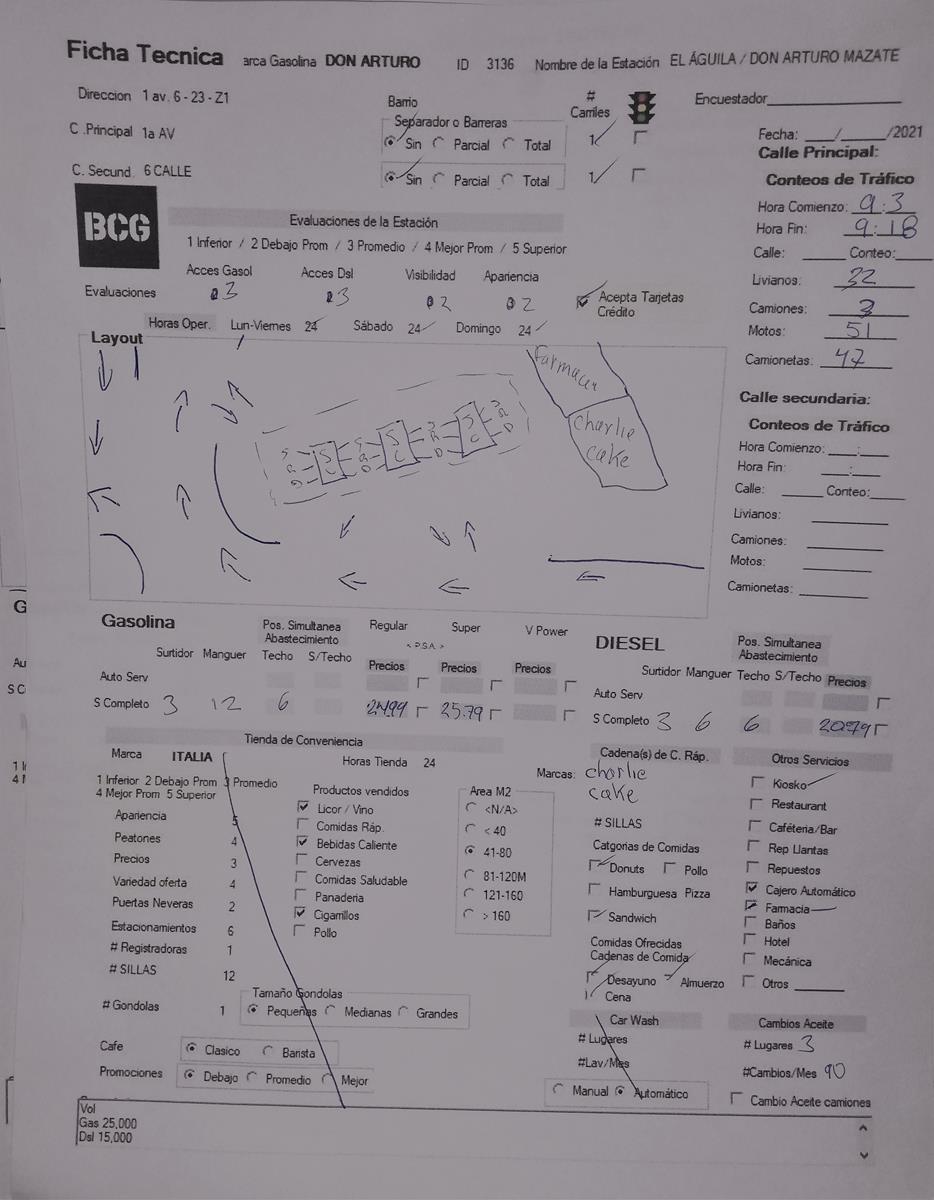 Ficha Tecnica arca Gasolina DON ARTURO ID 3136 Nombre de la Estación EL ÁGUILA / DON ARTURO MAZATE
Direccion 1 av. 6 - 23 - Z1 Barrio # Carriles Encuestador
Separador o Barreras
C .Principal 1a AV Sin Parcial Total 1 Fecha: __/__/2021
Calle Principal:
C. Secund. 6 CALLE Sin Parcial Total 1
Conteos de Tráfico
BCG
Hora Comienzo: 9:3
Evaluaciones de la Estación
Hora Fin: 9:18
1 Inferior / 2 Debajo Prom / 3 Promedio / 4 Mejor Prom / 5 Superior
Calle: Conteo:
Acces Gasol Acces Dsl Visibilidad Apariencia
Livianos: 32
Evaluaciones 3 3 2 2 Acepta Tarjetas Crédito
Camiones: 3
Horas Oper. Lun-Viernes 24 Sábado 24 Domingo 24
Motos: 51
Layout
Camionetas: 47
farmacia
charlie
cake
S S S S
R C R C R C R
D D D D
Calle secundaria:
Conteos de Tráfico
Hora Comienzo:
Hora Fin:
Calle: Conteo:
Livianos:
Camiones:
Motos:
Camionetas:
Gasolina Pos. Simultanea Abastecimiento Regular Super V Power
< P.S.A. >
Surtidor Manguer Techo S/Techo Precios Precios Precios
Auto Serv
S Completo 3 12 6 24.99 25.79
DIESEL Pos. Simultanea Abastecimiento
Surtidor Manguer Techo S/Techo Precios
Auto Serv
S Completo 3 6 6 20.79
Tienda de Conveniencia
Marca ITALIA Horas Tienda 24
1 Inferior 2 Debajo Prom 3 Promedio
4 Mejor Prom 5 Superior
Apariencia 5
Peatones 4
Precios 3
Variedad oferta 4
Puertas Neveras 2
Estacionamientos 6
# Registradoras 1
# SILLAS 12
# Gondolas 1
Productos vendidos
Licor / Vino
Comidas Ráp.
Bebidas Caliente
Cervezas
Comidas Saludable
Panaderia
Cigarrillos
Pollo
Area M2
<N/A>
< 40
41-80
81-120M
121-160
> 160
Tamaño Gondolas
Pequeñas Medianas Grandes
Cafe Clasico Barista
Promociones Debajo Promedio Mejor
Cadena(s) de C. Ráp.
Marcas: charlie
cake
# SILLAS
Catgorias de Comidas
Donuts Pollo
Hamburguesa Pizza
Sandwich
Comidas Ofrecidas
Cadenas de Comida
Desayuno Almuerzo
Cena
Car Wash
# Lugares
#Lav/Mes
Manual Automático
Otros Servicios
Kiosko
Restaurant
Caféteria/Bar
Rep Llantas
Repuestos
Cajero Automático
Farmacia
Baños
Hotel
Mecánica
Otros
Cambios Aceite
# Lugares 3
#Cambios/Mes 90
Cambio Aceite camiones
Vol
Gas 25,000
Dsl 15,000